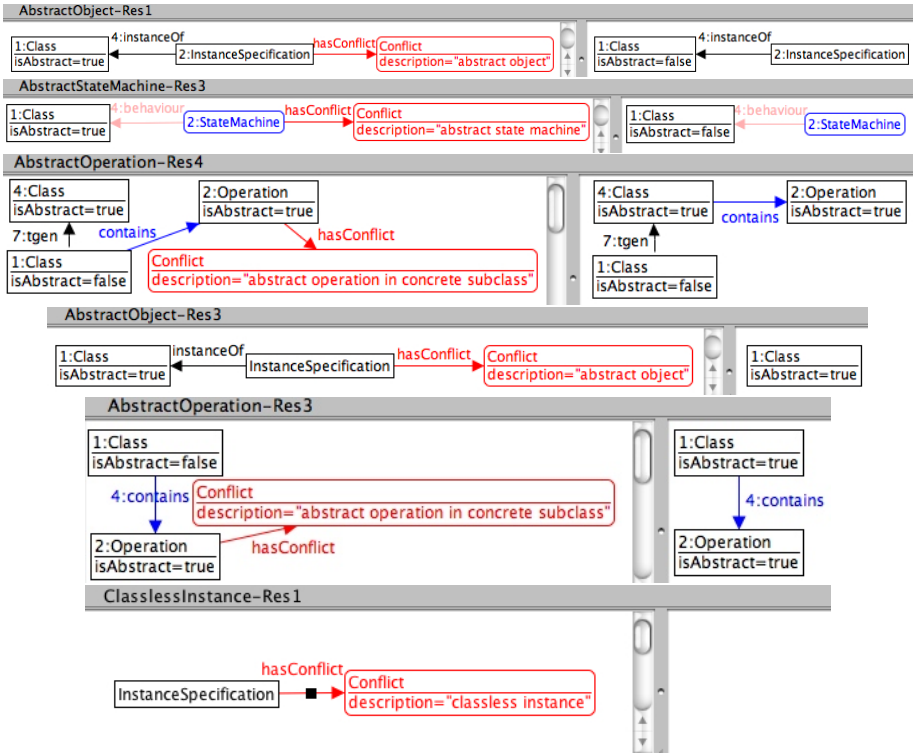 AbstractObject-Res1
1:Class
isAbstract=true
4:instanceOf
2:InstanceSpecification
hasConflict
Conflict
description="abstract object"
1:Class
isAbstract=false
4:instanceOf
2:InstanceSpecification
AbstractStateMachine-Res3
1:Class
isAbstract=true
4:behaviour
2:StateMachine
hasConflict
Conflict
description="abstract state machine"
1:Class
isAbstract=false
4:behaviour
2:StateMachine
AbstractOperation-Res4
4:Class
isAbstract=true
2:Operation
isAbstract=true
7:tgen
contains
hasConflict
1:Class
isAbstract=false
Conflict
description="abstract operation in concrete subclass"
4:Class
isAbstract=true
2:Operation
isAbstract=true
contains
7:tgen
1:Class
isAbstract=false
AbstractObject-Res3
1:Class
isAbstract=true
instanceOf
InstanceSpecification
hasConflict
Conflict
description="abstract object"
1:Class
isAbstract=true
AbstractOperation-Res3
1:Class
isAbstract=false
4:contains
Conflict
description="abstract operation in concrete subclass"
hasConflict
2:Operation
isAbstract=true
1:Class
isAbstract=true
4:contains
2:Operation
isAbstract=true
ClasslessInstance-Res1
InstanceSpecification
hasConflict
Conflict
description="classless instance"